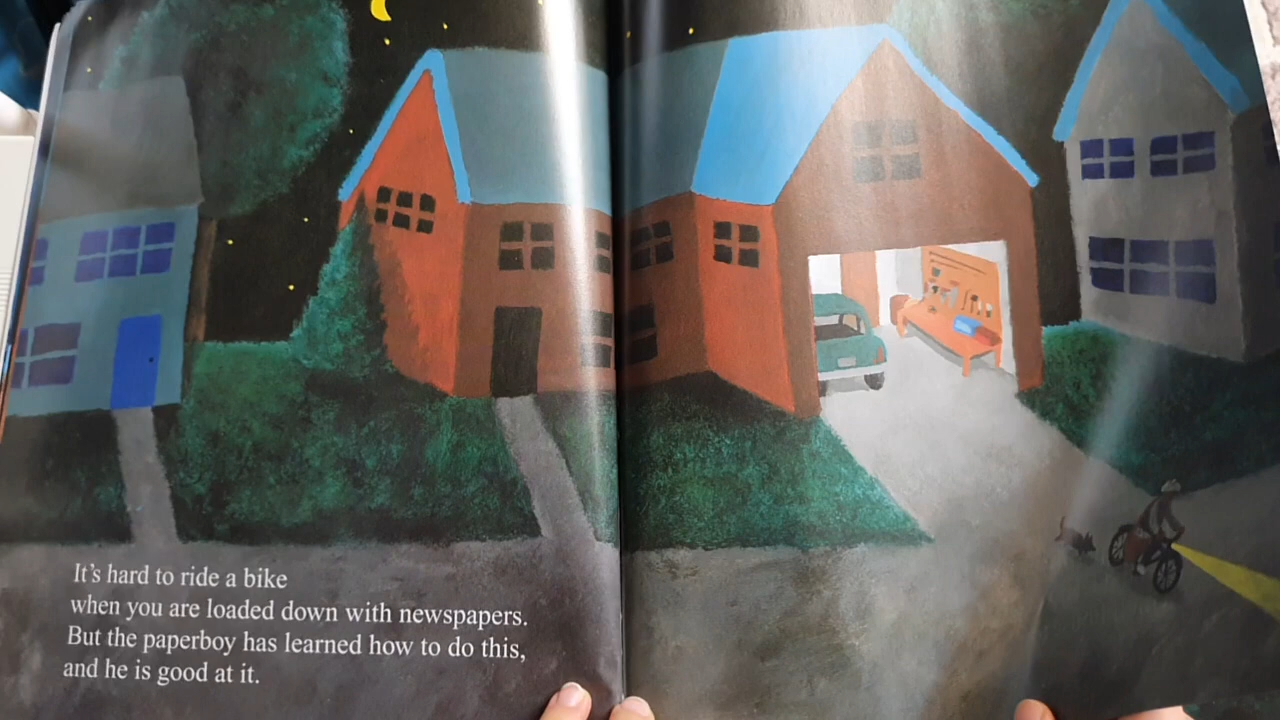 It's hard to ride a bike
when you are loaded down with newspapers.
But the paperboy has learned how to do this,
and he is good at it.